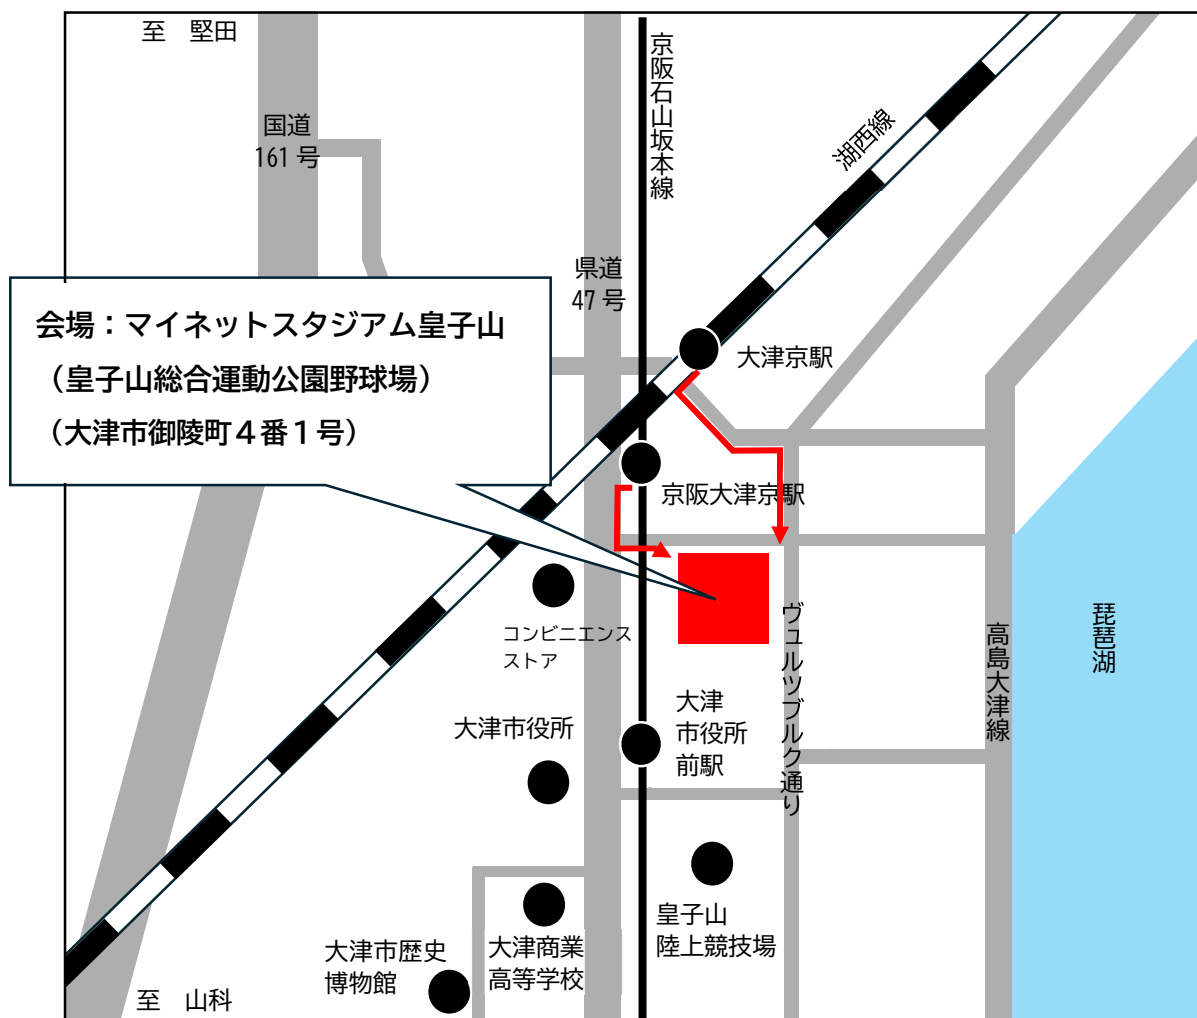 至　堅田
京阪石山坂本線
国道
161号
湖西線
県道
47号
会場：マイネットスタジアム皇子山
（皇子山総合運動公園野球場）
（大津市御陵町４番１号）
大津京駅
京阪大津京駅
コンビニエンス
ストア
ヴュルツブルク通り
高島大津線
琵琶湖
大津市役所
大津
市役所
前駅
皇子山
陸上競技場
大津市歴史
博物館
大津商業
高等学校
至　山科